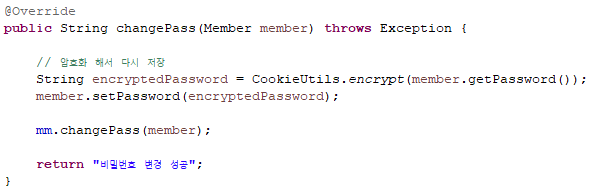 @Override
public String changePass(Member member) throws Exception {
// 암호화 해서 다시 저장
String encryptedPassword = CookieUtils.encrypt(member.getPassword());
member.setPassword(encryptedPassword);
mm.changePass(member);
return "비밀번호 변경 성공";
}